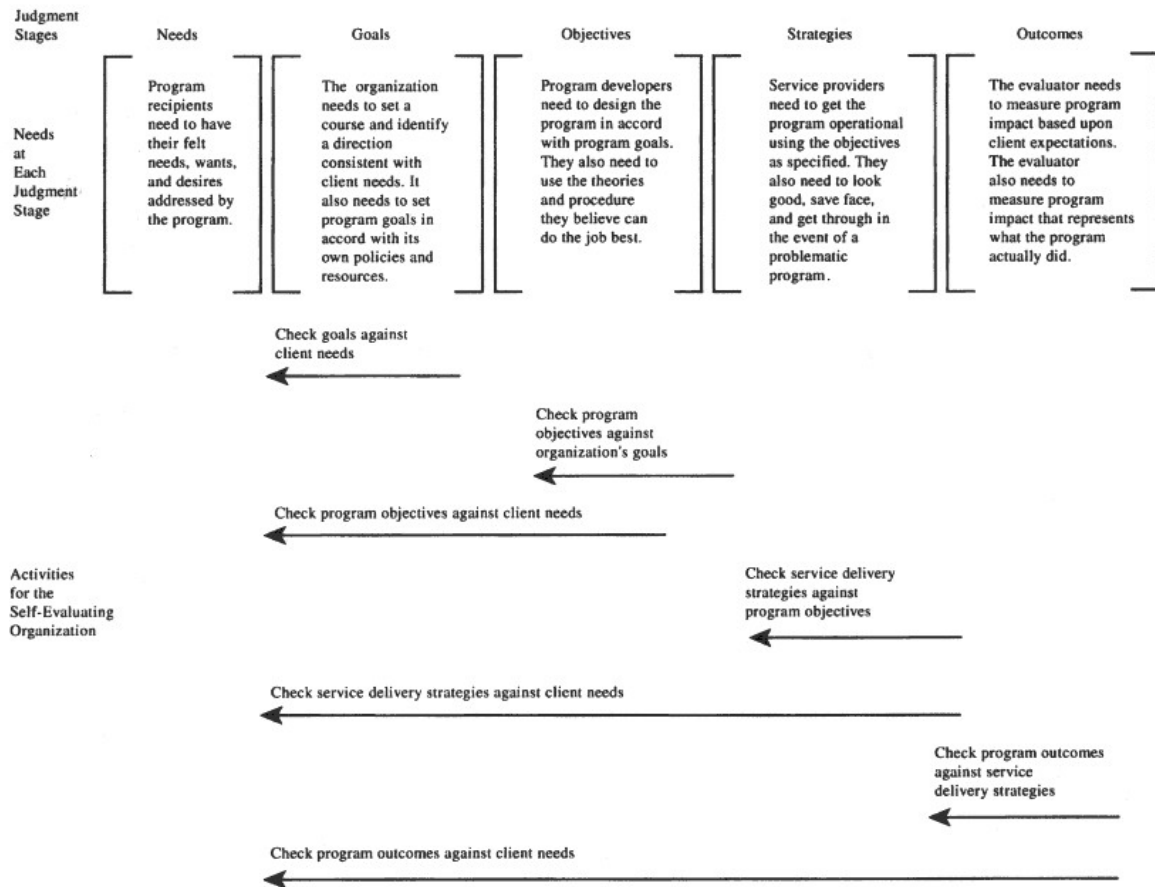 Judgment
Stages
Needs
Goals
Objectives
Strategies
Outcomes
Needs
at
Each
Judgment
Stage
Program
recipients
need to have
their felt
needs, wants,
and desires
addressed by
the program.
The organization
needs to set a
course and identify
a direction
consistent with
client needs. It
also needs to set
program goals in
accord with its
own policies and
resources.
Program developers
need to design the
program in accord
with program goals.
They also need to
use the theories
and procedure
they believe can
do the job best.
Service providers
need to get the
program operational
using the objectives
as specified. They
also need to look
good, save face,
and get through in
the event of a
problematic
program.
The evaluator needs
to measure program
impact based upon
client expectations.
The evaluator
also needs to
measure program
impact that represents
what the program
actually did.
Check goals against
client needs
Check program
objectives against
organization's goals
Check program objectives against client needs
Activities
for the
Self-Evaluating
Organization
Check service delivery
strategies against
program objectives
Check service delivery strategies against client needs
Check program outcomes
against service
delivery strategies
Check program outcomes against client needs